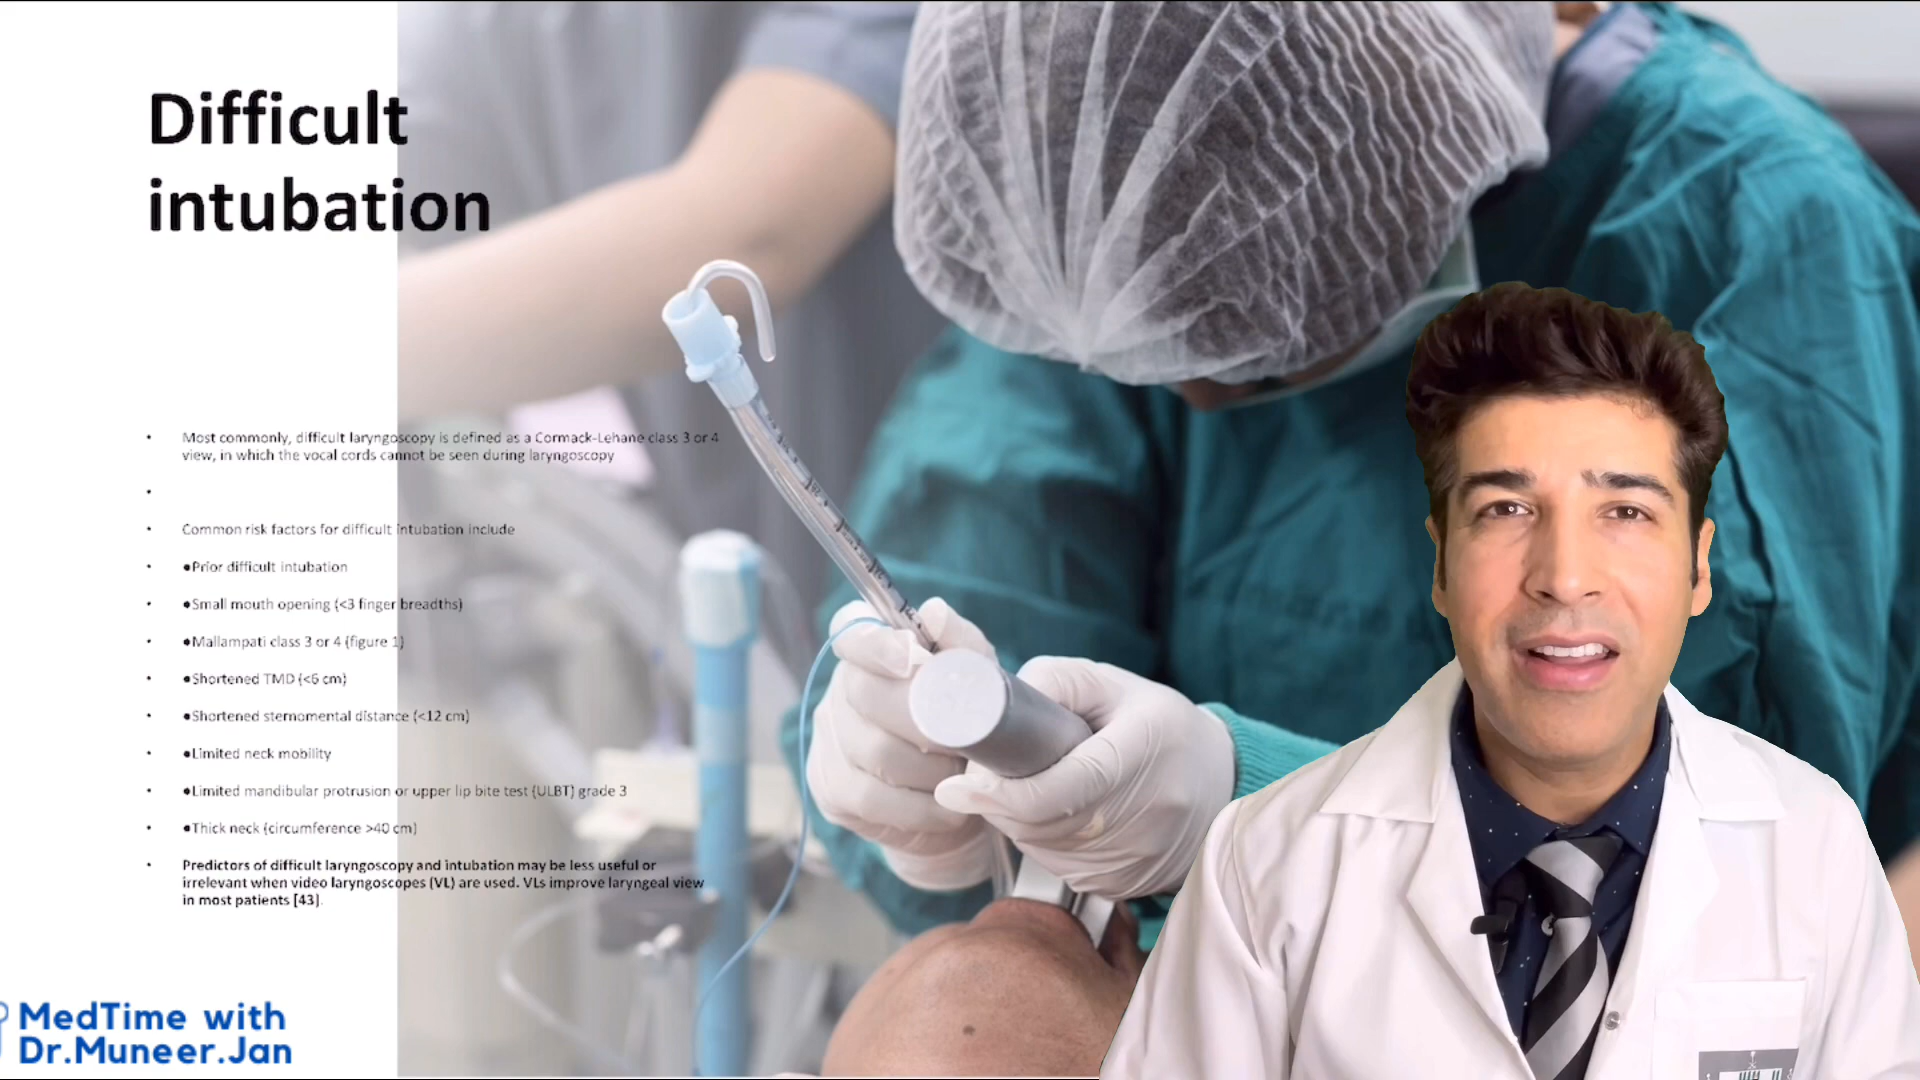 Difficult
intubation
• Most commonly, difficult laryngoscopy is defined as a Cormack-Lehane class 3 or 4
view, in which the vocal cords cannot be seen during laryngoscopy
•
• Common risk factors for difficult intubation include
• ●Prior difficult intubation
• ●Small mouth opening (<3 finger breadths)
• ●Mallampati class 3 or 4 (figure 1)
• ●Shortened TMD (<6 cm)
• ●Shortened sternomental distance (<12 cm)
• ●Limited neck mobility
• ●Limited mandibular protrusion or upper lip bite test (ULBT) grade 3
• ●Thick neck (circumference >40 cm)
• Predictors of difficult laryngoscopy and intubation may be less useful or
irrelevant when video laryngoscopes (VL) are used. VLs improve laryngeal view
in most patients [43].
MedTime with
Dr.Muneer.Jan